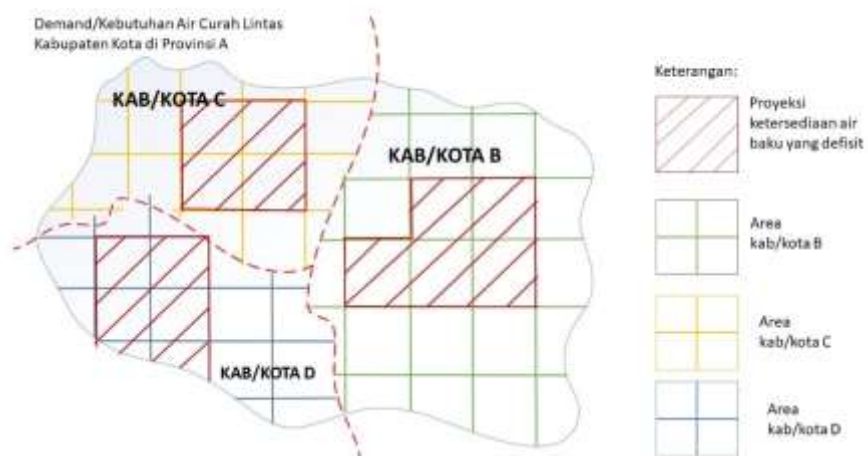 Demand/Kebutuhan Air Curah Lintas
Kabupaten Kota di Provinsi A
KAB/KOTA C
KAB/KOTA B
KAB/KOTA D
Keterangan:
Proyeksi
ketersediaan air
baku yang defisit
Area
kab/kota B
Area
kab/kota C
Area
kab/kota D